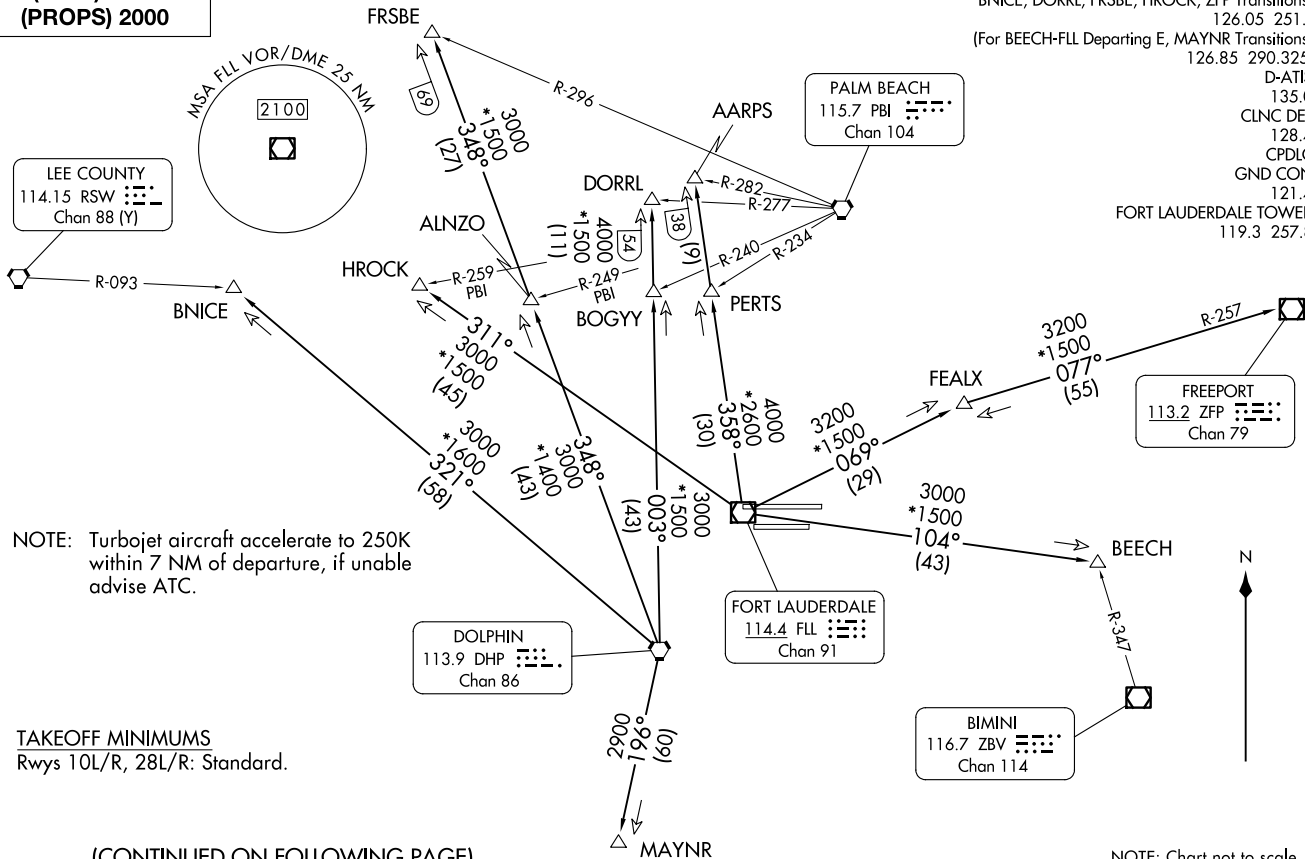 (PROPS) 2000
FRSBE
BNICE, DORRL, FRSBE, HROCK, ZFP Transitions
126.05 251.
(For BEECH-FLL Departing E, MAYNR Transitions
126.85 290.325
D-ATI
135.
CLNC DE
128.
CPDL
GND CON
121.
FORT LAUDERDALE TOWE
119.3 257.
MSA FLL VOR/DME 25 NM
2100
LEE COUNTY
114.15 RSW
Chan 88 (Y)
R-093
BNICE
HROCK
ALNZO
69
3000
*1500
348°
(27)
R-296
AARPS
PALM BEACH
115.7 PBI
Chan 104
DORRL
R-282
R-277
R-240
R-234
4000
*1500
(11)
54
38
(9)
R-259
PBI
R-249
PBI
BOGYY
PERTS
311°
3000
*1500
(45)
3000
*1600
321°
(58)
348°
3000
*1400
(43)
3000
*1500
003°
(43)
4000
*2600
358°
(30)
3200
*1500
069°
(29)
FEALX
3200
*1500
077°
(55)
R-257
FREEPORT
113.2 ZFP
Chan 79
3000
*1500
104°
(43)
BEECH
N
R-347
NOTE: Turbojet aircraft accelerate to 250K
within 7 NM of departure, if unable
advise ATC.
DOLPHIN
113.9 DHP
Chan 86
FORT LAUDERDALE
114.4 FLL
Chan 91
BIMINI
116.7 ZBV
Chan 114
2900
196°
(60)
MAYNR
TAKEOFF MINIMUMS
Rwys 10L/R, 28L/R: Standard.
(CONTINUED ON FOLLOWING PAGE)
NOTE: Chart not to scale